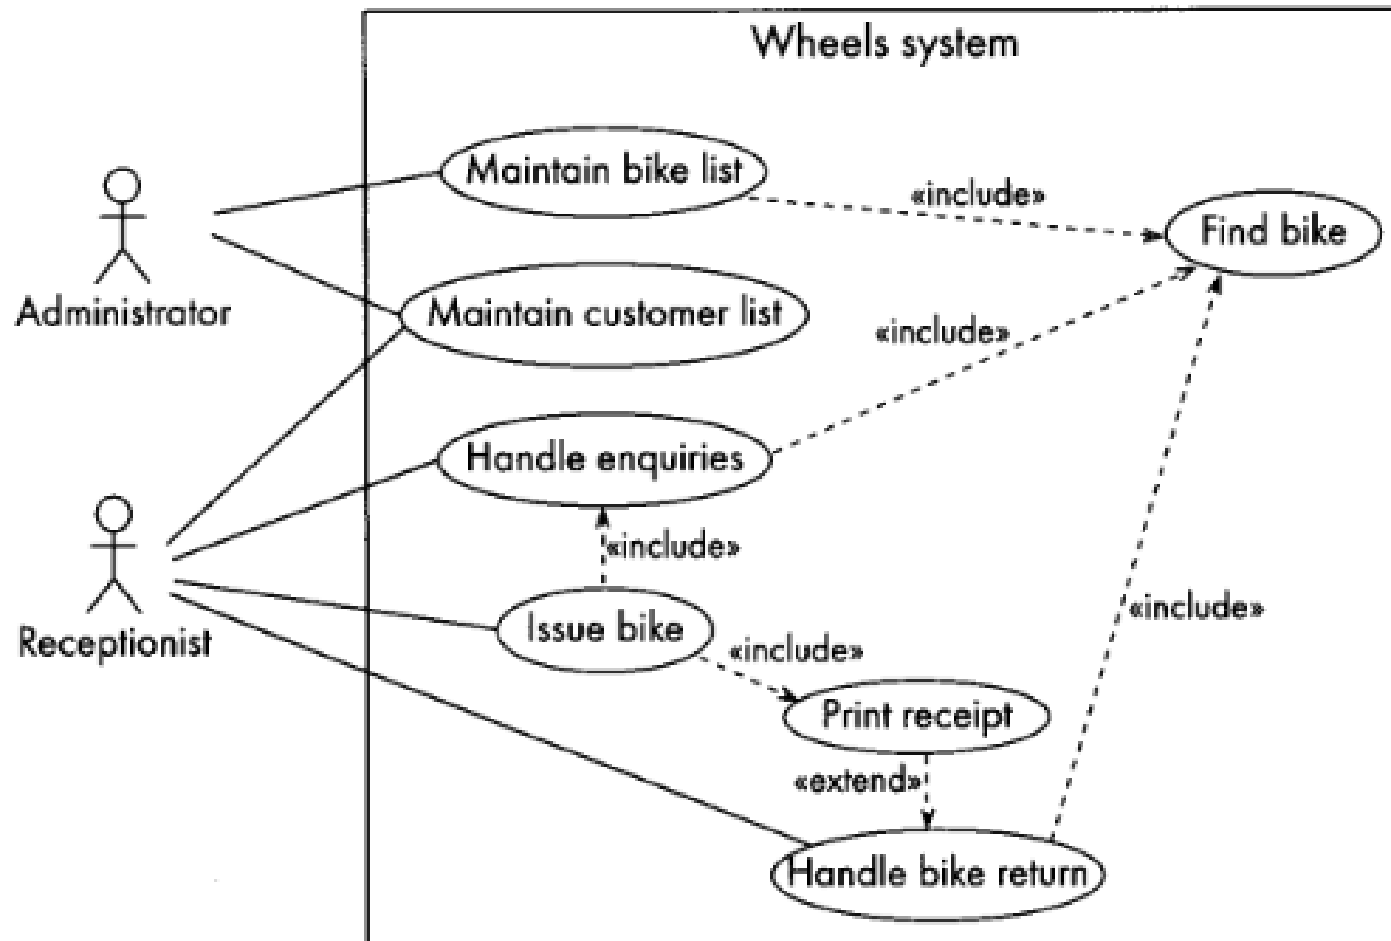 Wheels system
Maintain bike list
«include»
Find bike
Administrator
Maintain customer list
«include»
Handle enquiries
«include»
«include»
Receptionist
Issue bike
«include»
Print receipt
«extend»
Handle bike return